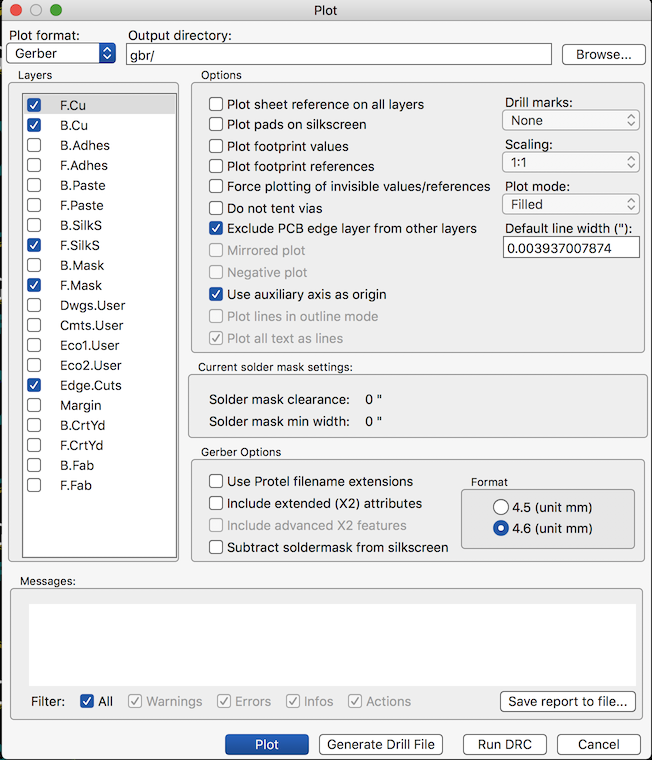 Plot
Plot format:
Gerber
Output directory:
gbr/
Browse...
Layers
F.Cu
B.Cu
B.Adhes
F.Adhes
B.Paste
F.Paste
B.SilkS
F.SilkS
B.Mask
F.Mask
Dwgs.User
Cmts.User
Eco1.User
Eco2.User
Edge.Cuts
Margin
B.CrtYd
F.CrtYd
B.Fab
F.Fab
Options
Plot sheet reference on all layers
Plot pads on silkscreen
Plot footprint values
Plot footprint references
Force plotting of invisible values/references
Do not tent vias
Exclude PCB edge layer from other layers
Mirrored plot
Negative plot
Use auxiliary axis as origin
Plot lines in outline mode
Plot all text as lines
Drill marks:
None
Scaling:
1:1
Plot mode:
Filled
Default line width ("):
0.003937007874
Current solder mask settings:
Solder mask clearance: 0 "
Solder mask min width: 0 "
Gerber Options
Use Protel filename extensions
Include extended (X2) attributes
Include advanced X2 features
Subtract soldermask from silkscreen
Format
4.5 (unit mm)
4.6 (unit mm)
Messages:
Filter: All Warnings Errors Infos Actions
Save report to file...
Plot Generate Drill File Run DRC Cancel